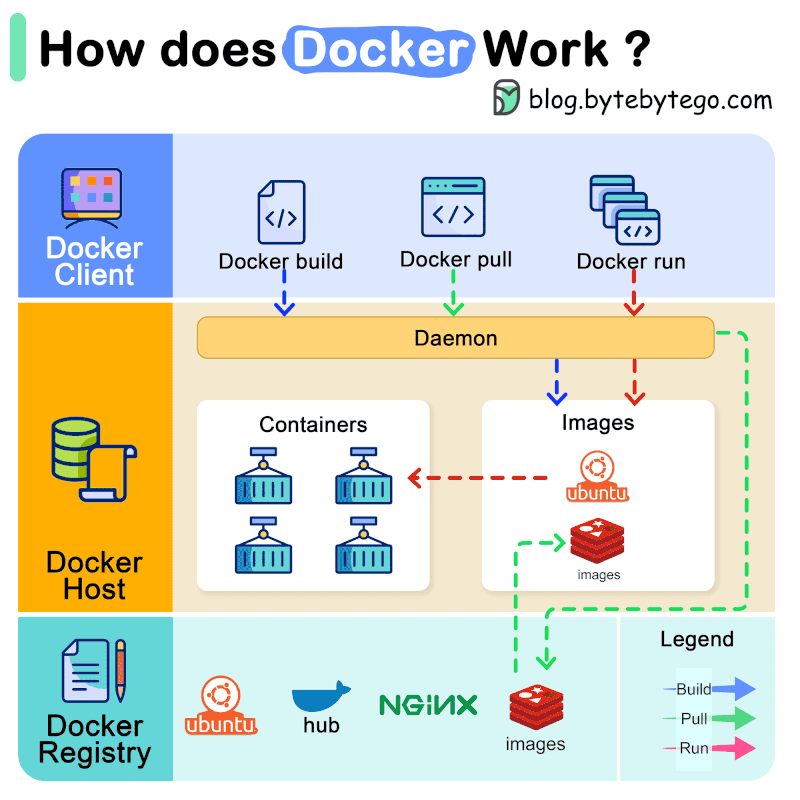 How does Docker Work ?
blog.bytebytego.com
Docker
Client
Docker build
Docker pull
Docker run
Daemon
Containers
Images
ubuntu
images
Docker
Host
Docker
Registry
ubuntu
hub
NGINX
images
Legend
Build
Pull
Run